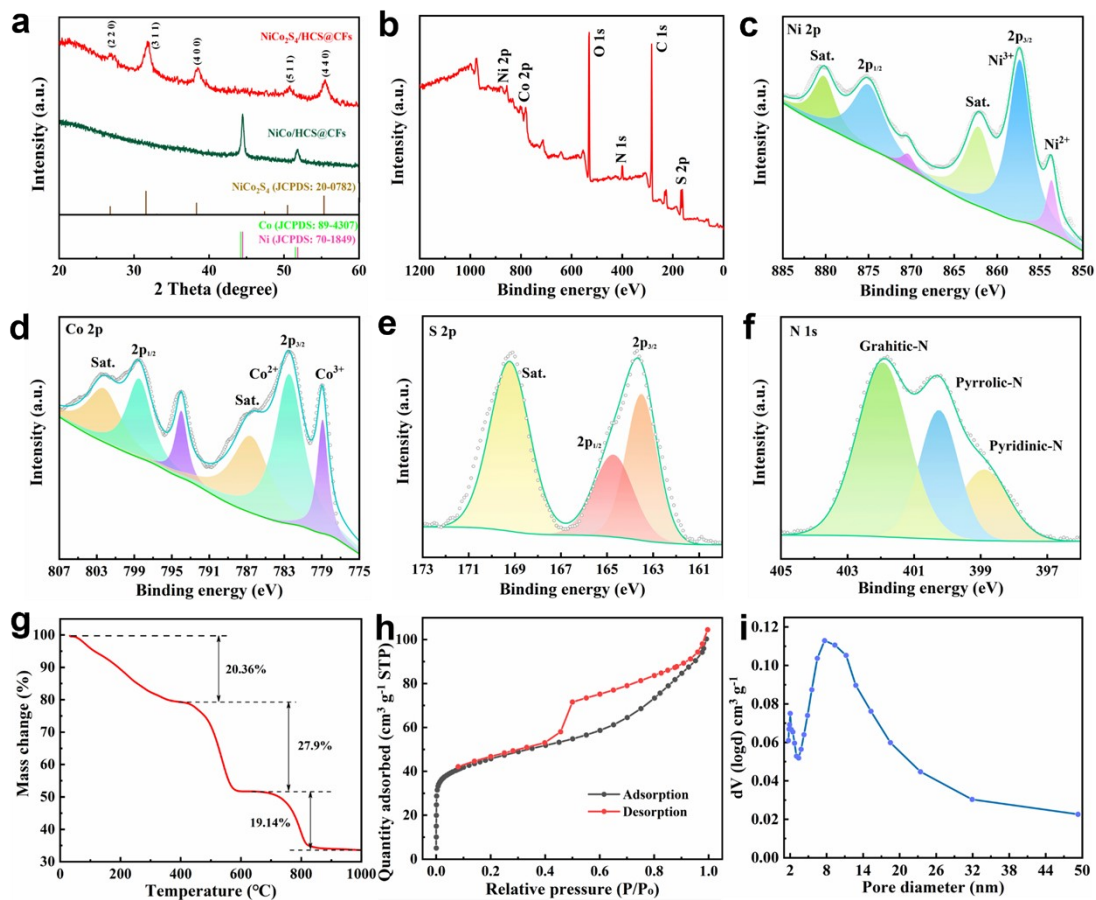 a
NiCo₂S₄/HCS@CFs
(2 2 0)
(3 1 1)
(4 0 0)
(5 1 1)
(4 4 0)
NiCo/HCS@CFs
NiCo₂S₄ (JCPDS: 20-0782)
Co (JCPDS: 89-4307)
Ni (JCPDS: 70-1849)
Intensity (a.u.)
20 30 40 50 60
2 Theta (degree)
b
O 1s
C 1s
Ni 2p
Co 2p
N 1s
S 2p
Intensity (a.u.)
1200 1000 800 600 400 200 0
Binding energy (eV)
c
Ni 2p
Sat.
2p₁/₂
Sat.
2p₃/₂
Ni³⁺
Ni²⁺
Intensity (a.u.)
885 880 875 870 865 860 855 850
Binding energy (eV)
d
Co 2p
Sat.
2p₁/₂
Sat.
Co²⁺
2p₃/₂
Co³⁺
Intensity (a.u.)
807 803 799 795 791 787 783 779 775
Binding energy (eV)
e
S 2p
Sat.
2p₁/₂
2p₃/₂
Intensity (a.u.)
173 171 169 167 165 163 161
Binding energy (eV)
f
N 1s
Grahitic-N
Pyrrolic-N
Pyridinic-N
Intensity (a.u.)
405 403 401 399 397
Binding energy (eV)
g
100
90
80
70
60
50
40
30
20.36%
27.9%
19.14%
Mass change (%)
0 200 400 600 800 1000
Temperature (°C)
h
100
80
60
40
20
0
Adsorption
Desorption
Quantity adsorbed (cm³ g⁻¹ STP)
0.0 0.2 0.4 0.6 0.8 1.0
Relative pressure (P/P₀)
i
0.12
0.10
0.08
0.06
0.04
0.02
0.00
dV (logd) cm³ g⁻¹
2 8 14 20 26 32 38 44 50
Pore diameter (nm)